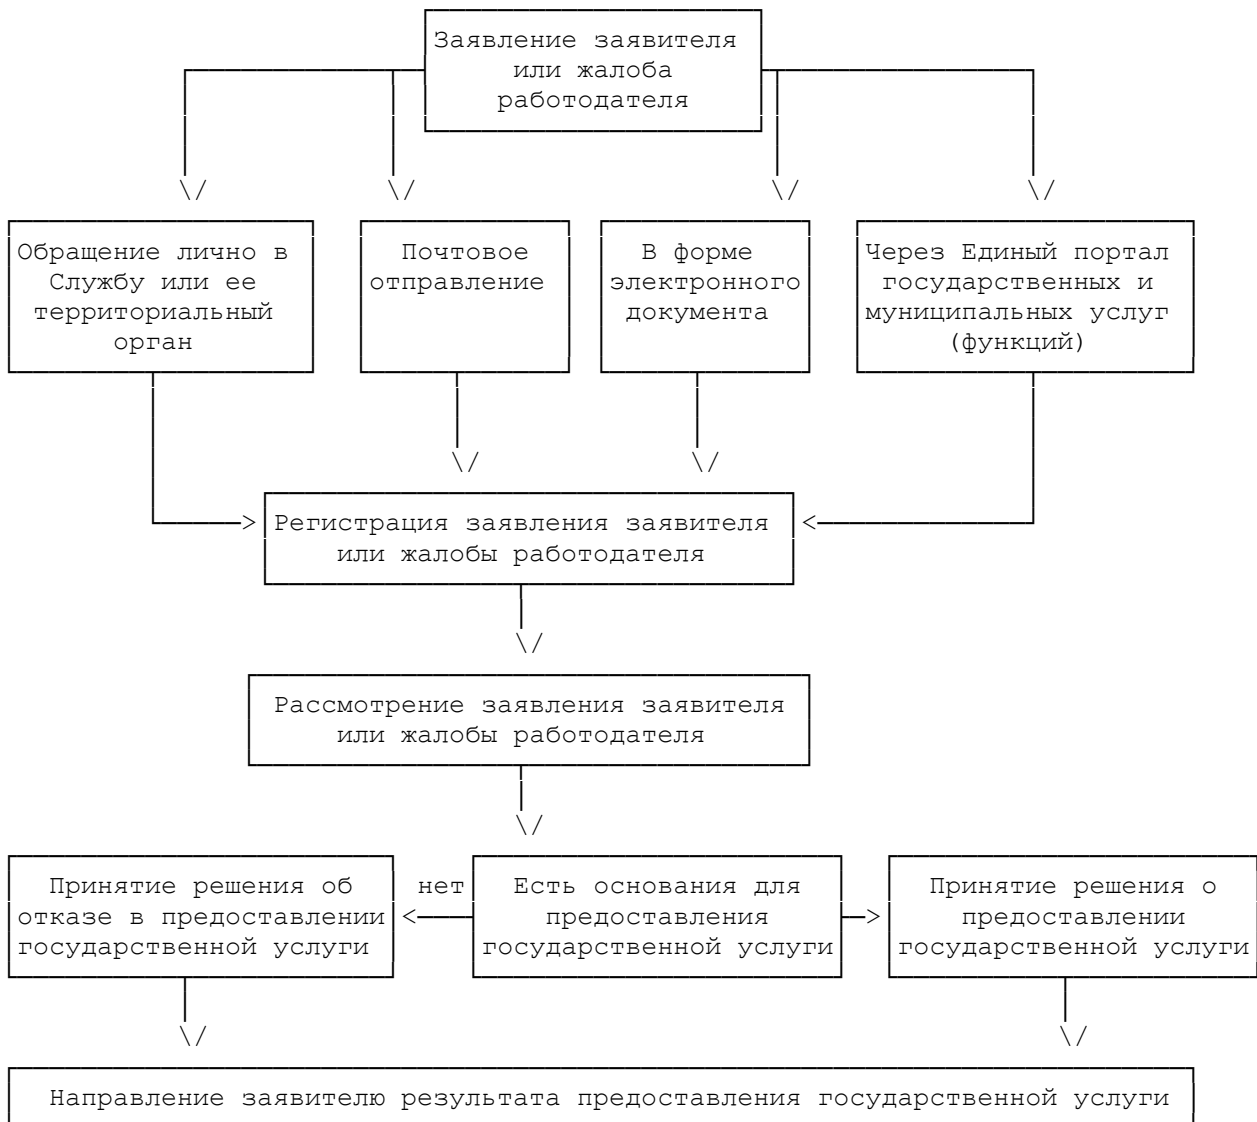 Заявление заявителя
или жалоба
работодателя
Обращение лично в
Службу или ее
территориальный
орган
Почтовое
отправление
В форме
электронного
документа
Через Единый портал
государственных и
муниципальных услуг
(функций)
Регистрация заявления заявителя
или жалобы работодателя
Рассмотрение заявления заявителя
или жалобы работодателя
Принятие решения об
отказе в предоставлении
государственной услуги
нет
Есть основания для
предоставления
государственной услуги
Принятие решения о
предоставлении
государственной услуги
Направление заявителю результата предоставления государственной услуги